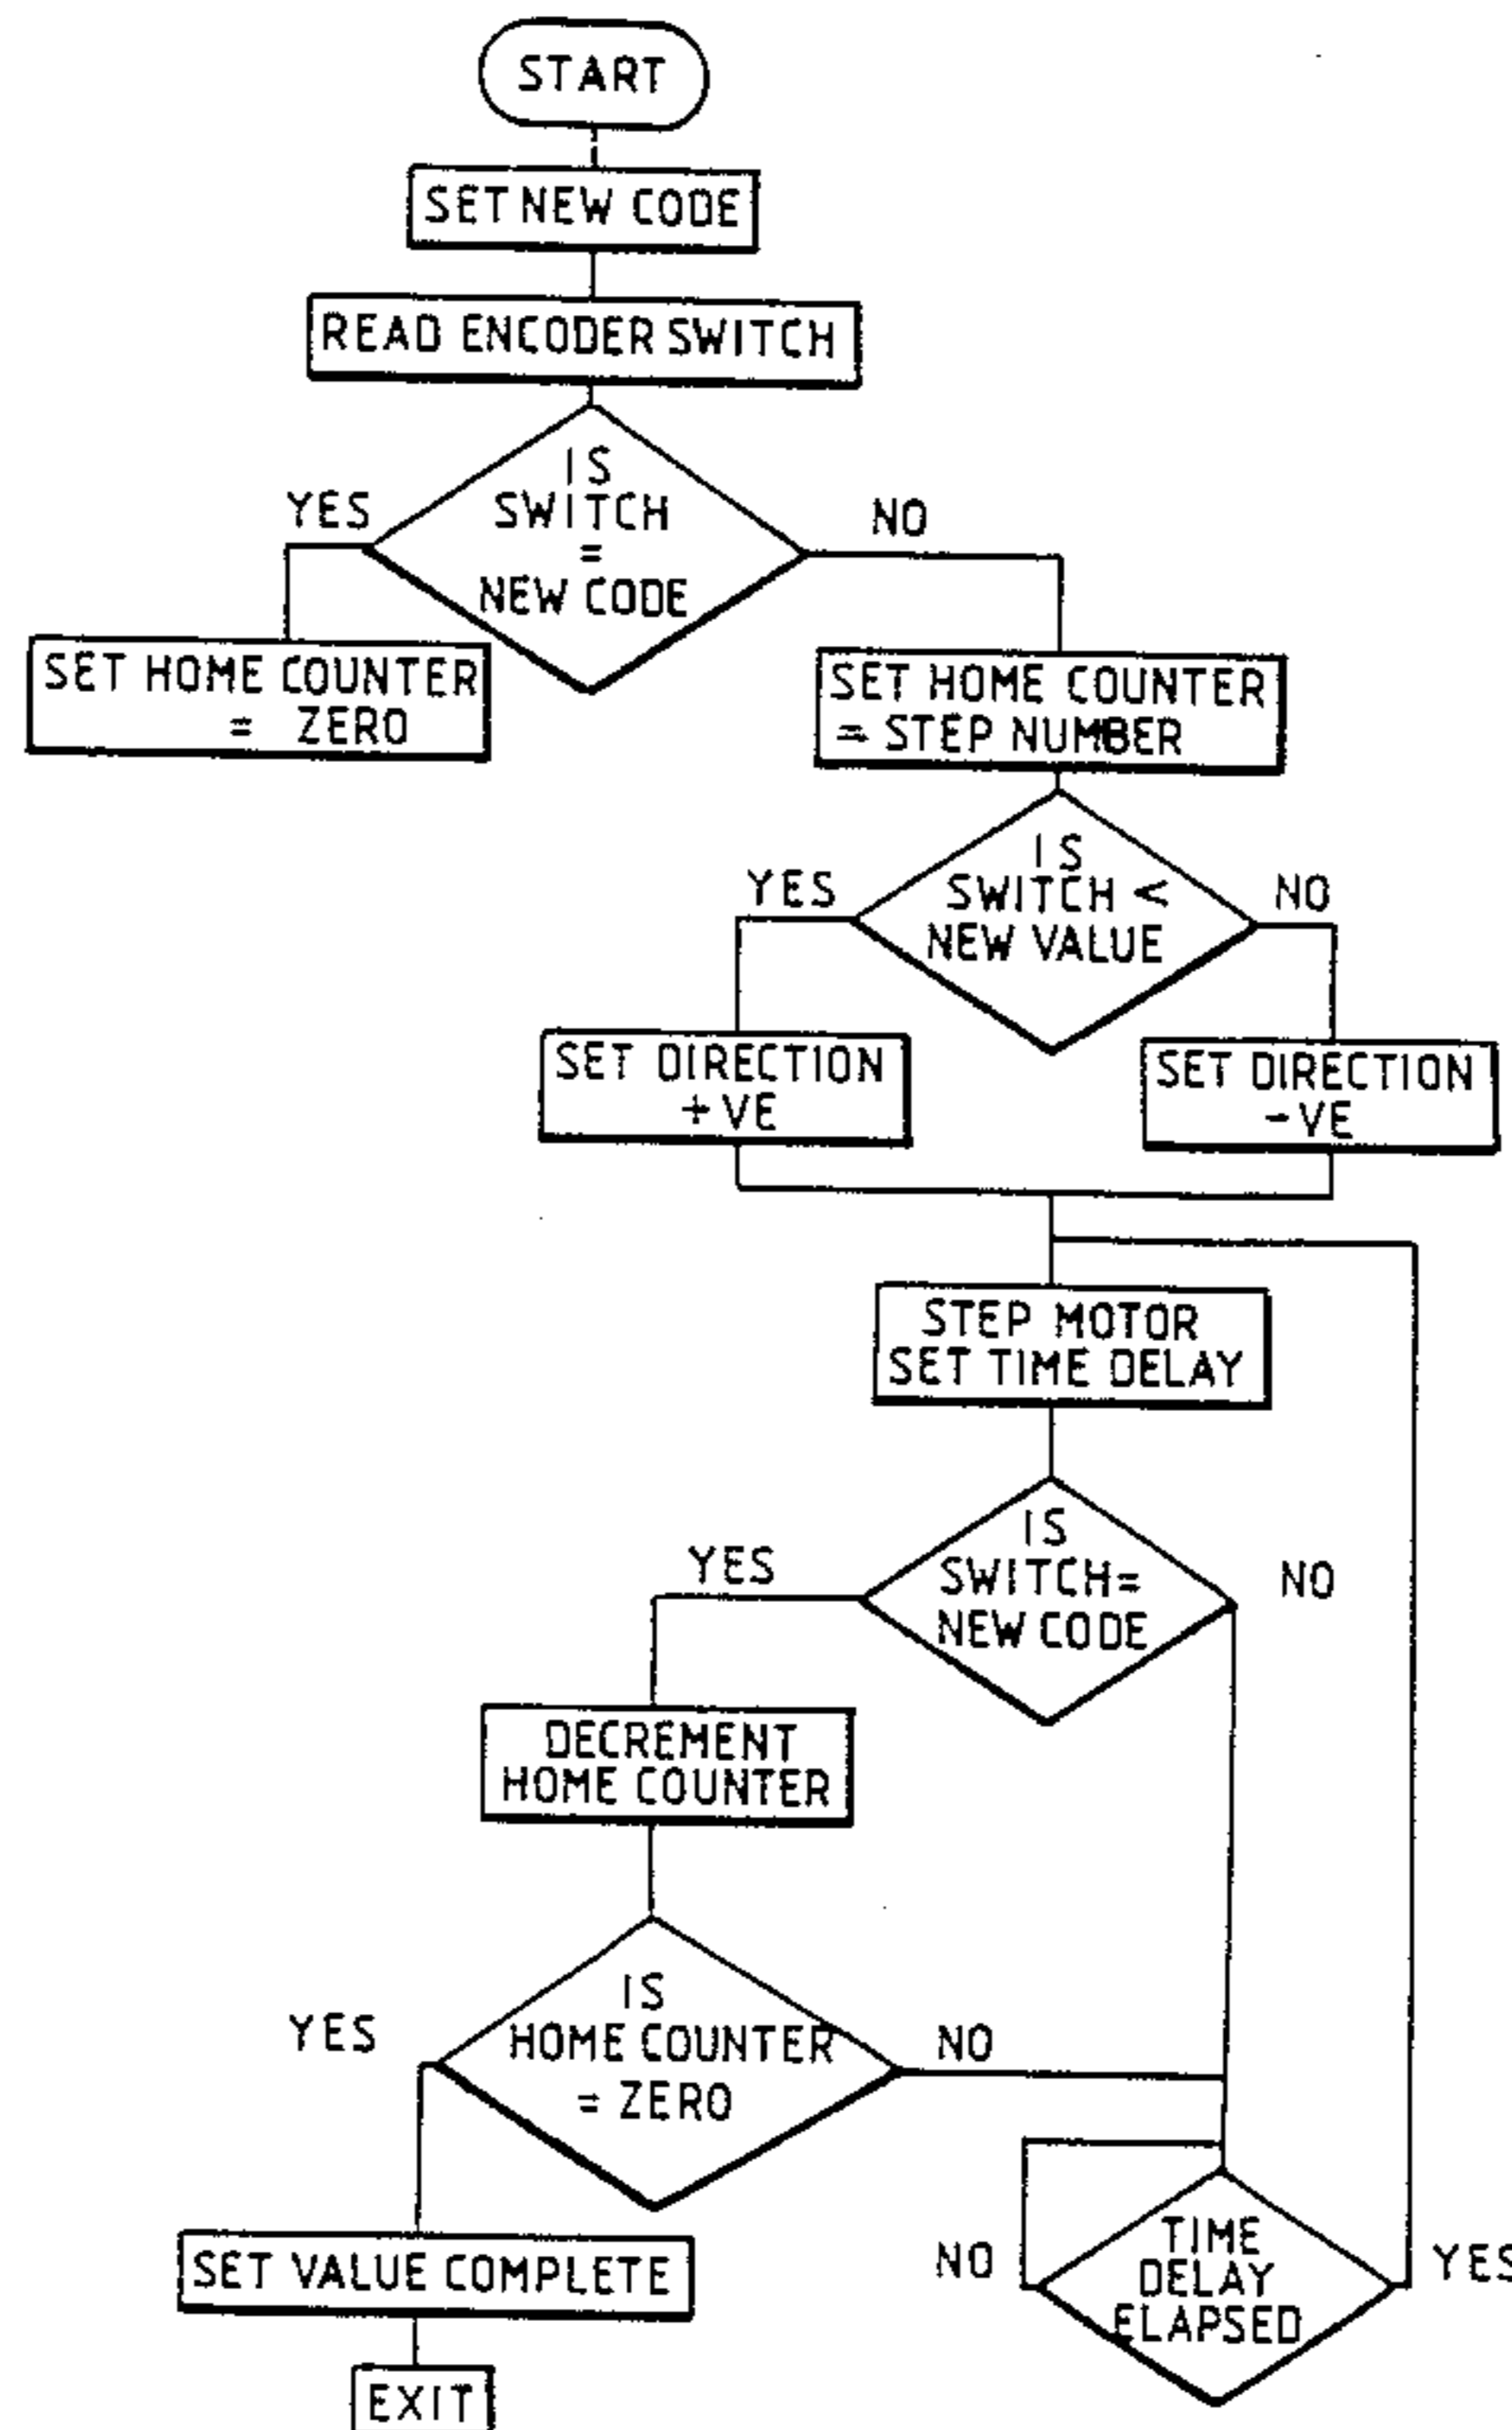 START
SET NEW CODE
READ ENCODER SWITCH
IS
SWITCH
=
NEW CODE
YES
NO
SET HOME COUNTER
= ZERO
SET HOME COUNTER
= STEP NUMBER
IS
SWITCH <
NEW VALUE
YES
NO
SET DIRECTION
+VE
SET DIRECTION
-VE
STEP MOTOR
SET TIME DELAY
IS
SWITCH=
NEW CODE
YES
NO
DECREMENT
HOME COUNTER
IS
HOME COUNTER
= ZERO
YES
NO
SET VALUE COMPLETE
EXIT
TIME
DELAY
ELAPSED
NO
YES